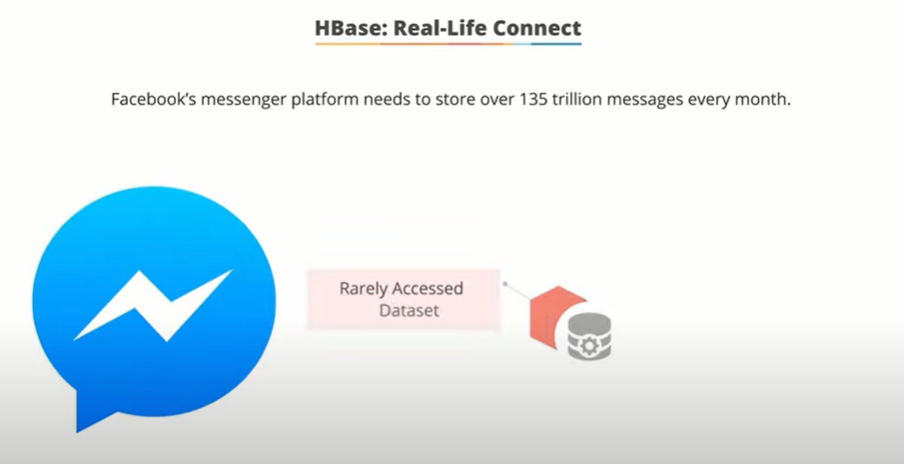 HBase: Real-Life Connect
Facebook's messenger platform needs to store over 135 trillion messages every month.
Rarely Accessed
Dataset